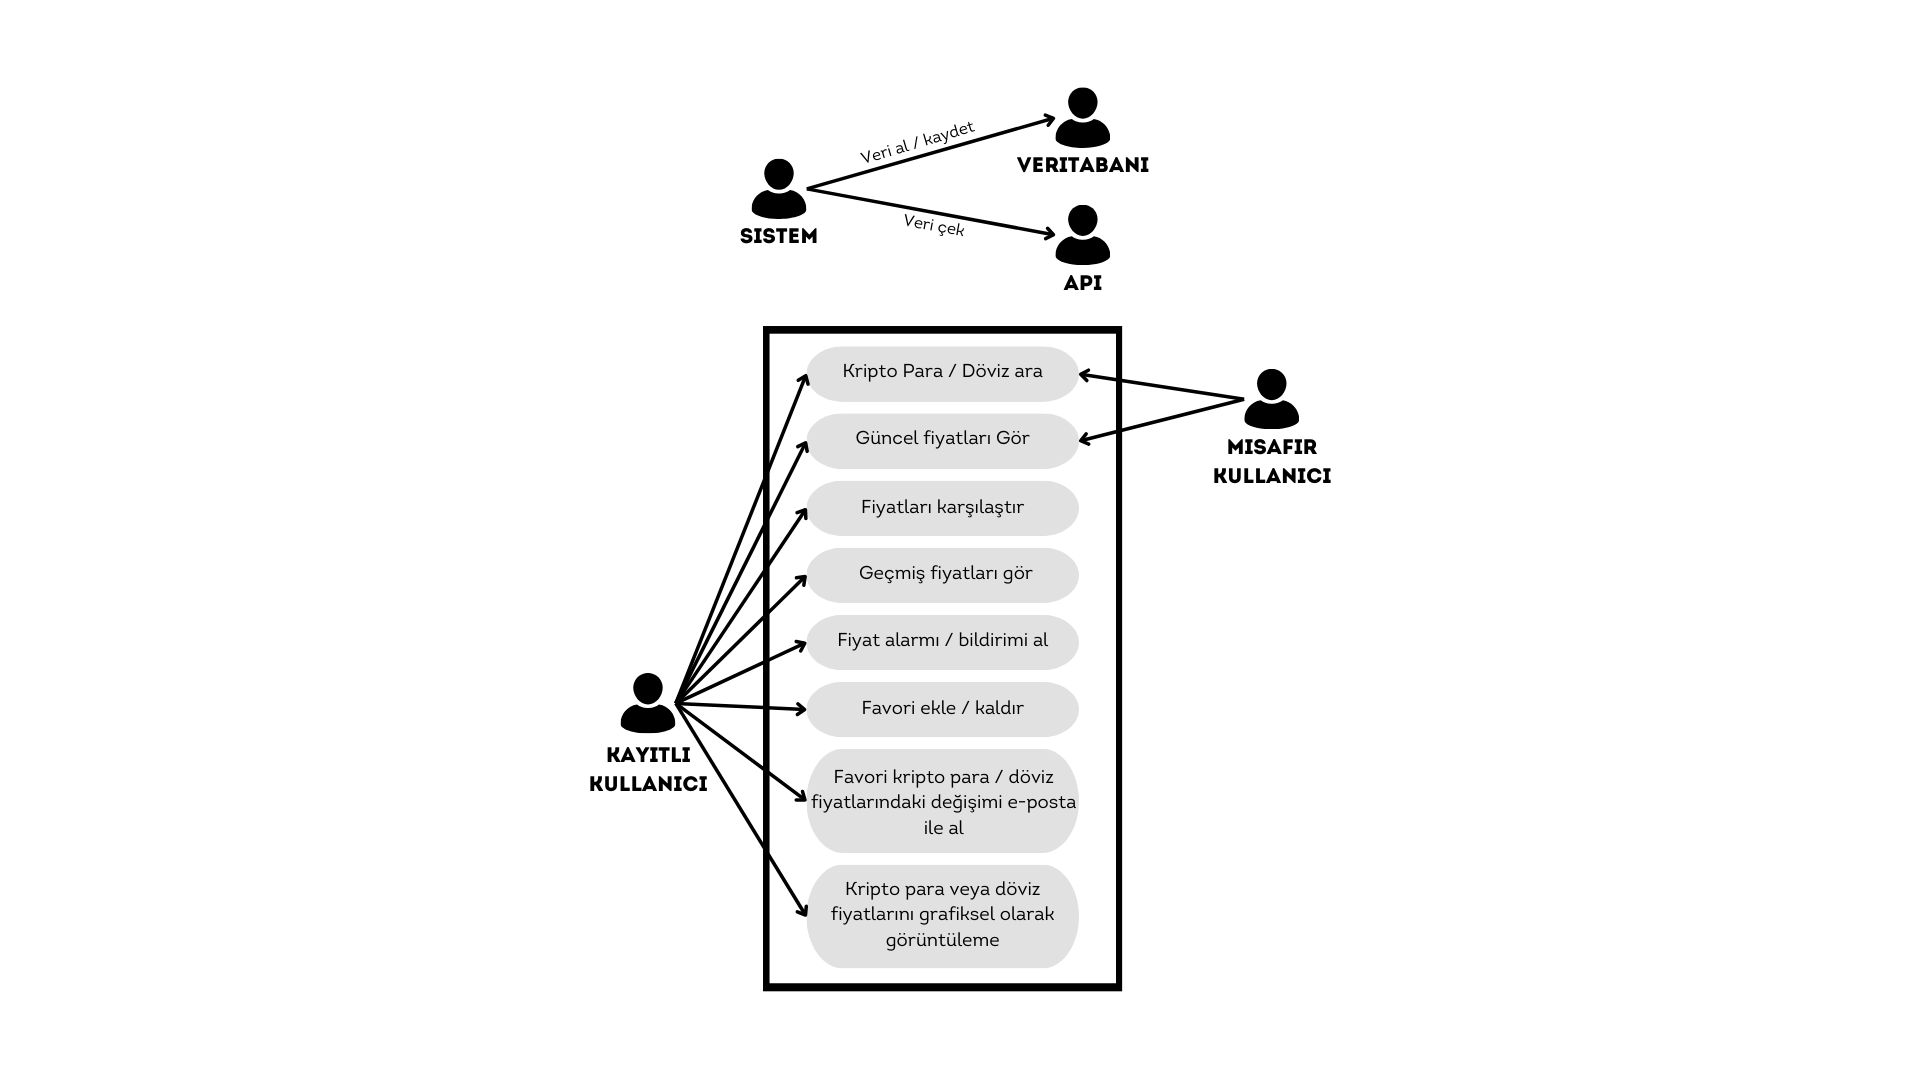 Veri al / kaydet
VERITABANI
SISTEM
Veri çek
API
Kripto Para / Döviz ara
Güncel fiyatları Gör
MISAFIR
KULLANICI
Fiyatları karşılaştır
Geçmiş fiyatları gör
Fiyat alarmı / bildirimi al
Favori ekle / kaldır
KAYITLI
KULLANICI
Favori kripto para / döviz
fiyatlarındaki değişimi e-posta
ile al
Kripto para veya döviz
fiyatlarını grafiksel olarak
görüntüleme